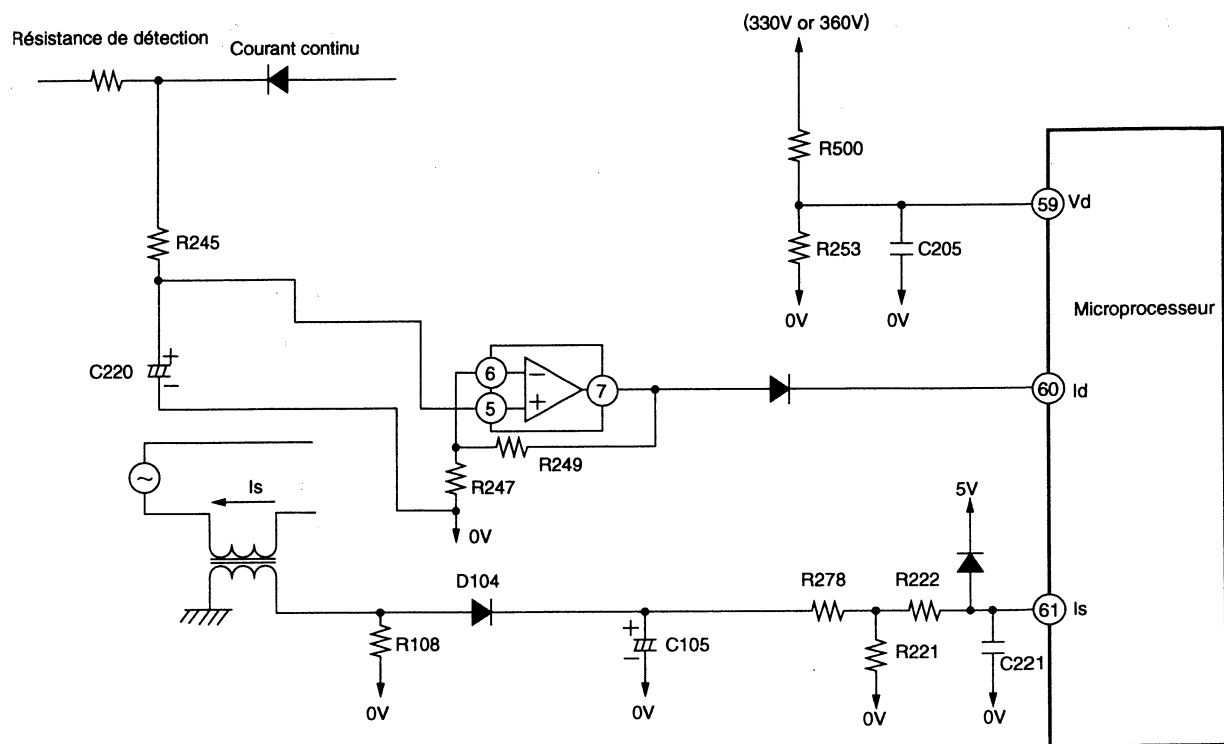 (330V or 360V)
Résistance de détection
Courant continu
R500
59
Vd
R245
R253
C205
0V
0V
Microprocesseur
C220
+
−
6
−
5
+
7
60
Id
R249
R247
0V
~
Is
5V
D104
R278
R222
61
Is
R108
+
−
C105
R221
C221
0V
0V
0V
0V